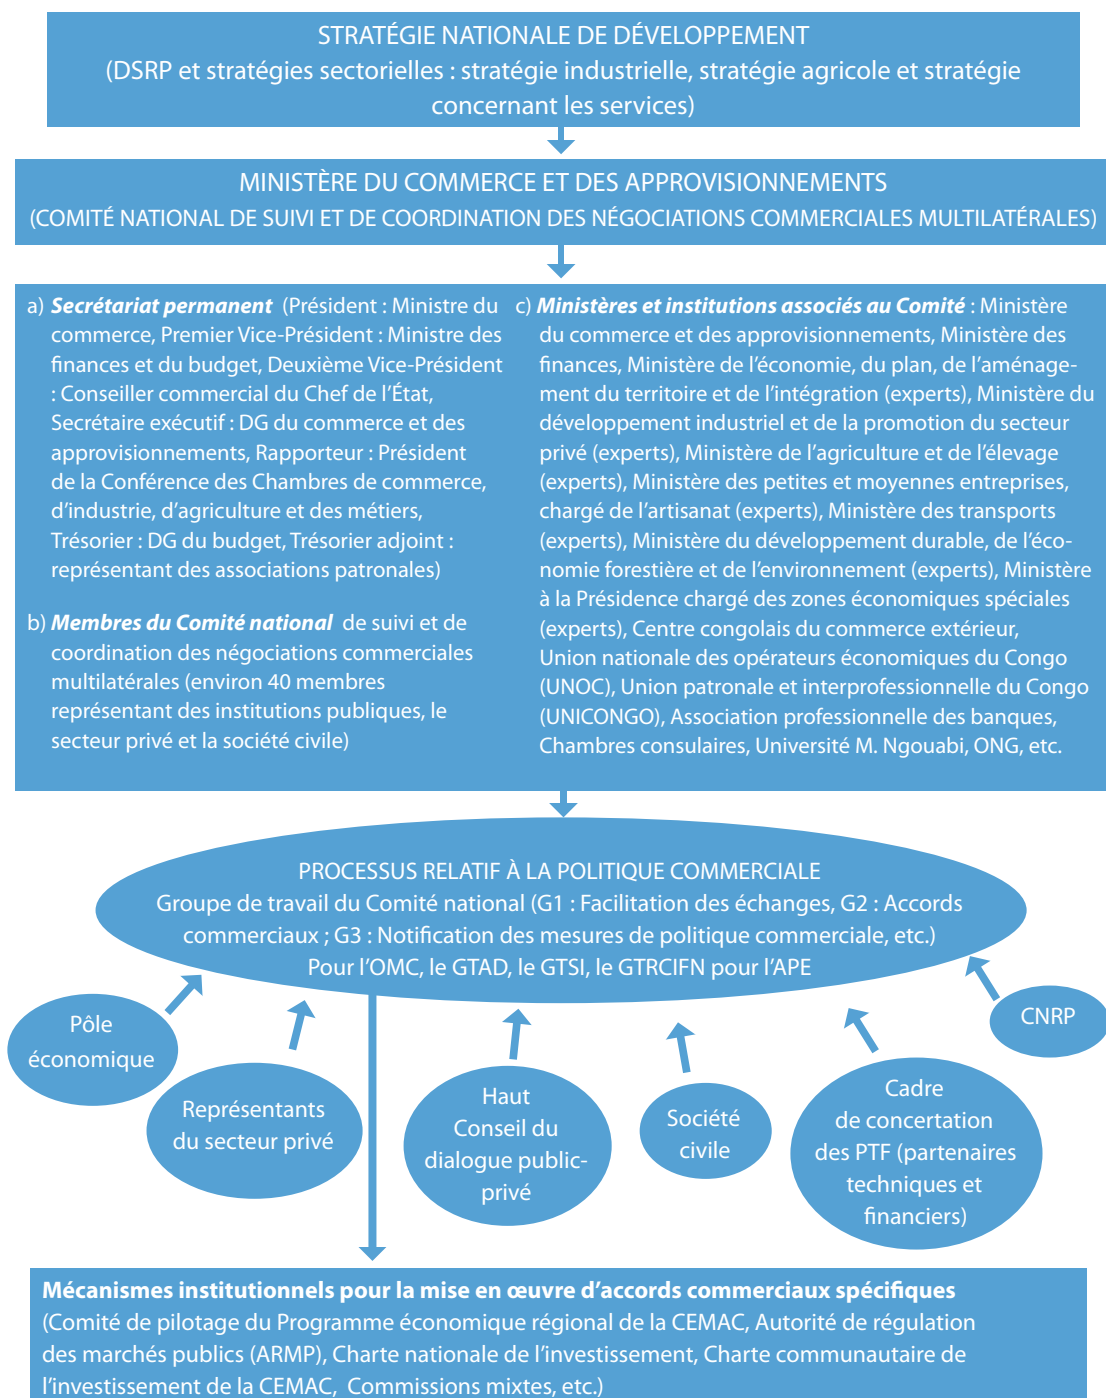 STRATÉGIE NATIONALE DE DÉVELOPPEMENT
(DSRP et stratégies sectorielles : stratégie industrielle, stratégie agricole et stratégie
concernant les services)
MINISTÈRE DU COMMERCE ET DES APPROVISIONNEMENTS
(COMITÉ NATIONAL DE SUIVI ET DE COORDINATION DES NÉGOCIATIONS COMMERCIALES MULTILATÉRALES)
a) Secrétariat permanent (Président : Ministre du
commerce, Premier Vice-Président : Ministre des
finances et du budget, Deuxième Vice-Président
: Conseiller commercial du Chef de l'État,
Secrétaire exécutif : DG du commerce et des
approvisionnements, Rapporteur : Président
de la Conférence des Chambres de commerce,
d'industrie, d'agriculture et des métiers,
Trésorier : DG du budget, Trésorier adjoint :
représentant des associations patronales)
b) Membres du Comité national de suivi et de
coordination des négociations commerciales
multilatérales (environ 40 membres
représentant des institutions publiques, le
secteur privé et la société civile)
c) Ministères et institutions associés au Comité : Ministère
du commerce et des approvisionnements, Ministère des
finances, Ministère de l'économie, du plan, de l'aménage-
ment du territoire et de l'intégration (experts), Ministère du
développement industriel et de la promotion du secteur
privé (experts), Ministère de l'agriculture et de l'élevage
(experts), Ministère des petites et moyennes entreprises,
chargé de l'artisanat (experts), Ministère des transports
(experts), Ministère du développement durable, de l'éco-
nomie forestière et de l'environnement (experts), Ministère
à la Présidence chargé des zones économiques spéciales
(experts), Centre congolais du commerce extérieur,
Union nationale des opérateurs économiques du Congo
(UNOC), Union patronale et interprofessionnelle du Congo
(UNICONGO), Association professionnelle des banques,
Chambres consulaires, Université M. Ngouabi, ONG, etc.
PROCESSUS RELATIF À LA POLITIQUE COMMERCIALE
Groupe de travail du Comité national (G1 : Facilitation des échanges, G2 : Accords
commerciaux ; G3 : Notification des mesures de politique commerciale, etc.)
Pour l'OMC, le GTAD, le GTSI, le GTRCIFN pour l'APE
Pôle
économique
Représentants
du secteur privé
Haut
Conseil du
dialogue public-
privé
Société
civile
Cadre
de concertation
des PTF (partenaires
techniques et
financiers)
CNRP
Mécanismes institutionnels pour la mise en œuvre d'accords commerciaux spécifiques
(Comité de pilotage du Programme économique régional de la CEMAC, Autorité de régulation
des marchés publics (ARMP), Charte nationale de l'investissement, Charte communautaire de
l'investissement de la CEMAC, Commissions mixtes, etc.)